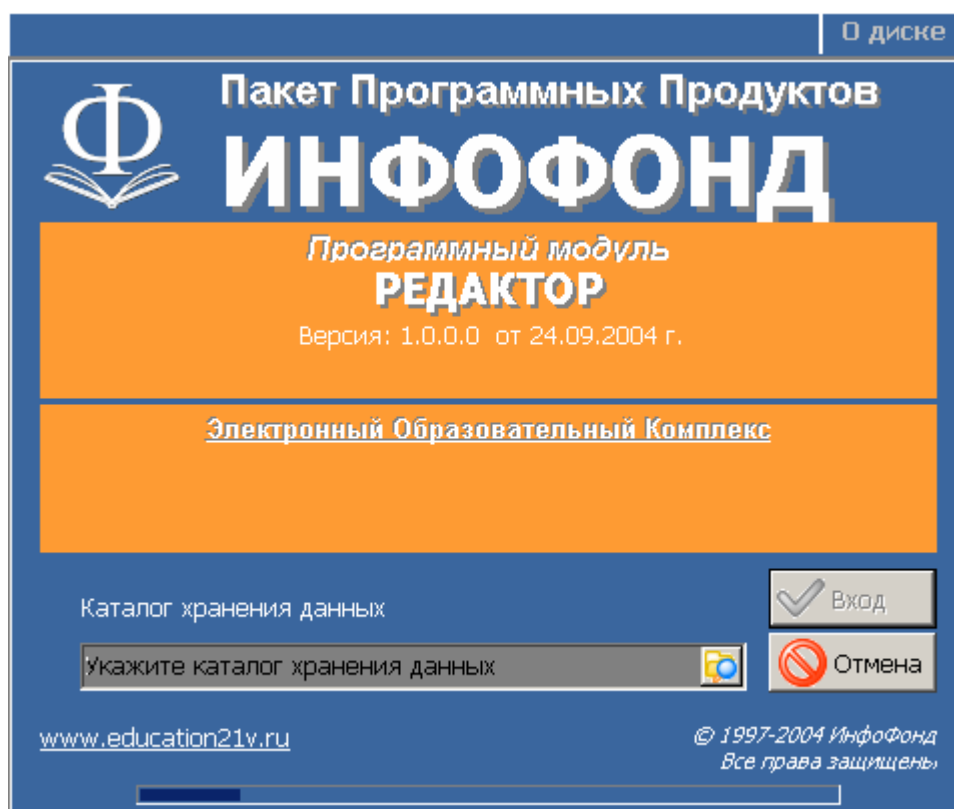 О диске
Пакет Программных Продуктов
ИНФОФОНД
Программный модуль
РЕДАКТОР
Версия: 1.0.0.0 от 24.09.2004 г.
Электронный Образовательный Комплекс
Каталог хранения данных
Вход
Укажите каталог хранения данных
Отмена
www.education21v.ru
© 1997-2004 ИнфоФонд
Все права защищены